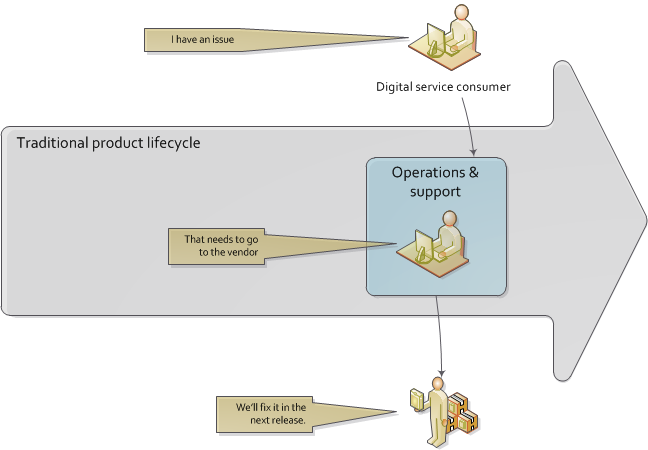 I have an issue
Digital service consumer
Traditional product lifecycle
Operations &
support
That needs to go
to the vendor
We'll fix it in the
next release.